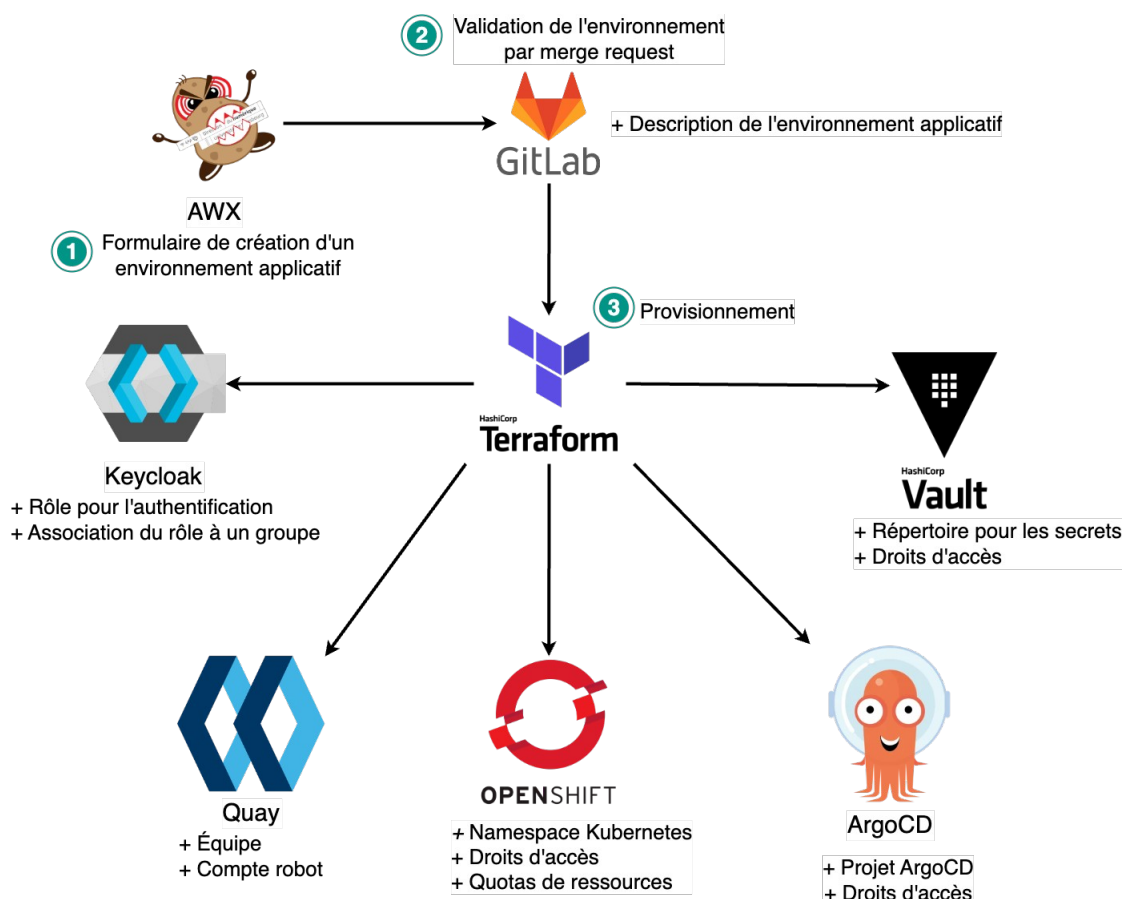 2
Validation de l'environnement
par merge request
GitLab
+ Description de l'environnement applicatif
AWX
1
Formulaire de création d'un
environnement applicatif
3
Provisionnement
HashiCorp
Terraform
Keycloak
+ Rôle pour l'authentification
+ Association du rôle à un groupe
HashiCorp
Vault
+ Répertoire pour les secrets
+ Droits d'accès
Quay
+ Équipe
+ Compte robot
OPENSHIFT
+ Namespace Kubernetes
+ Droits d'accès
+ Quotas de ressources
ArgoCD
+ Projet ArgoCD
+ Droits d'accès